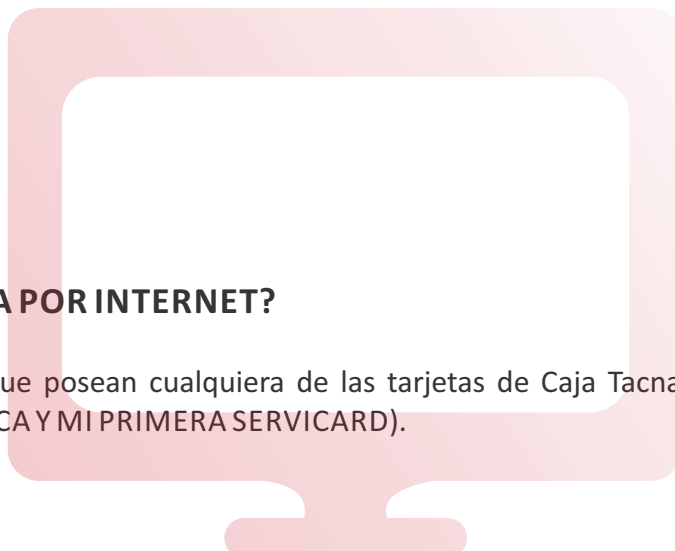 A POR INTERNET?
ue posean cualquiera de las tarjetas de Caja Tacna
CA Y MI PRIMERA SERVICARD).